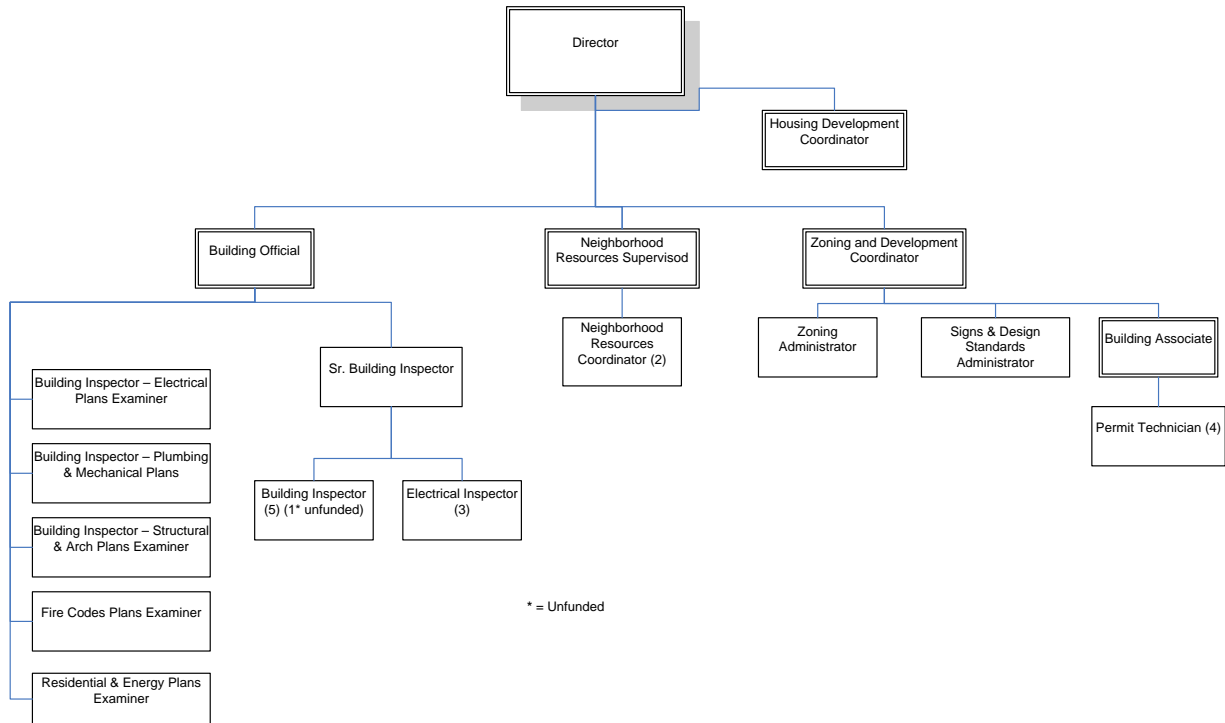 Director
Housing Development
Coordinator
Building Official
Neighborhood
Resources Supervisod
Zoning and Development
Coordinator
Neighborhood
Resources
Coordinator (2)
Zoning
Administrator
Signs & Design
Standards
Administrator
Building Associate
Sr. Building Inspector
Building Inspector – Electrical
Plans Examiner
Permit Technician (4)
Building Inspector – Plumbing
& Mechanical Plans
Building Inspector
(5) (1* unfunded)
Electrical Inspector
(3)
Building Inspector – Structural
& Arch Plans Examiner
Fire Codes Plans Examiner
* = Unfunded
Residential & Energy Plans
Examiner